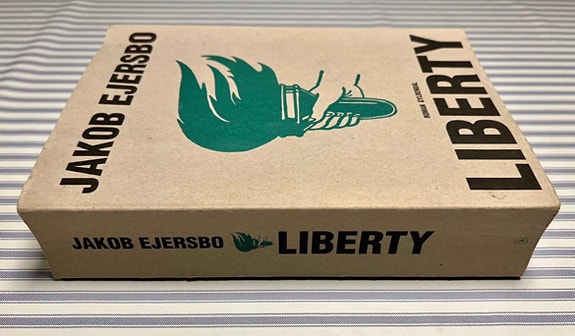 JAKOB EJERSBO
ROMAN GYLDENDAL
LIBERTY
JAKOB EJERSBO LIBERTY